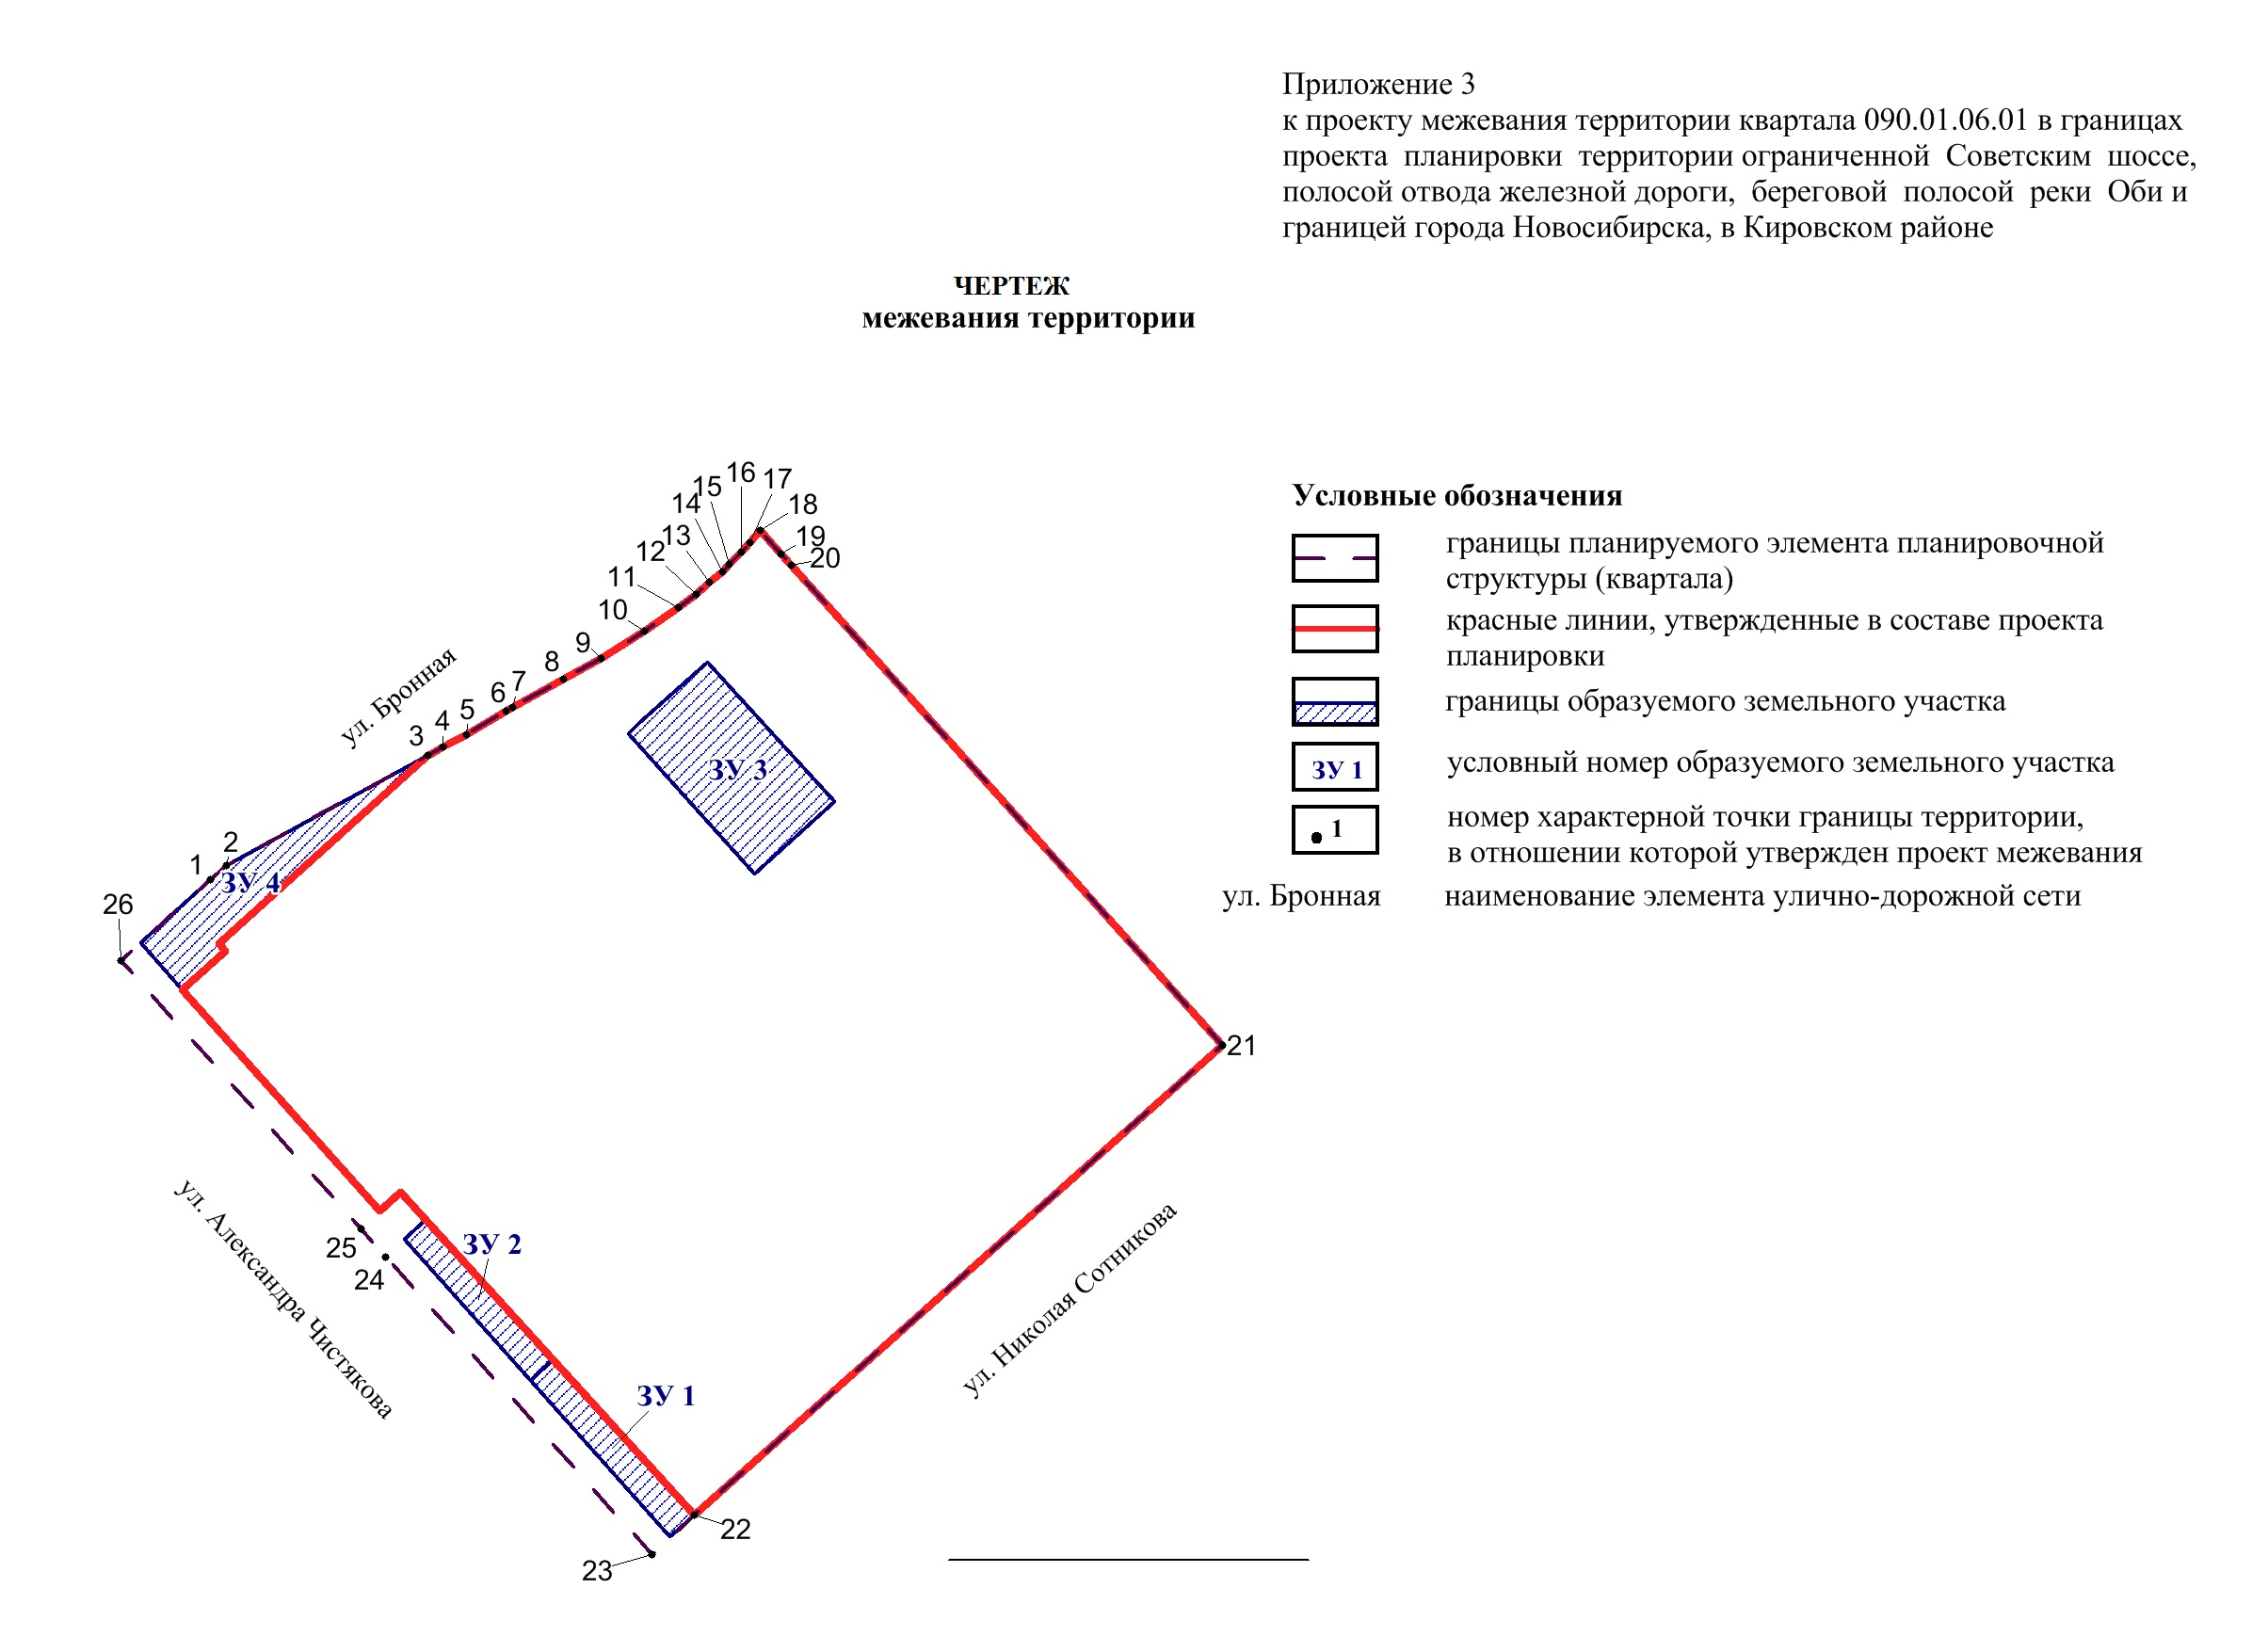 Приложение 3
к проекту межевания территории квартала 090.01.06.01 в границах
проекта планировки территории ограниченной Советским шоссе,
полосой отвода железной дороги, береговой полосой реки Оби и
границей города Новосибирска, в Кировском районе
ЧЕРТЕЖ
межевания территории
16
17
15
18
14
13
19
12
20
11
10
9
8
7
6
5
4
3
ул. Бронная
ЗУ 3
2
1
ЗУ 4
26
21
25
24
ЗУ 2
ул. Александра Чистякова
ул. Николая Сотникова
ЗУ 1
22
23
Условные обозначения
границы планируемого элемента планировочной
структуры (квартала)
красные линии, утвержденные в составе проекта
планировки
границы образуемого земельного участка
ЗУ 1 условный номер образуемого земельного участка
1 номер характерной точки границы территории,
в отношении которой утвержден проект межевания
ул. Бронная наименование элемента улично-дорожной сети